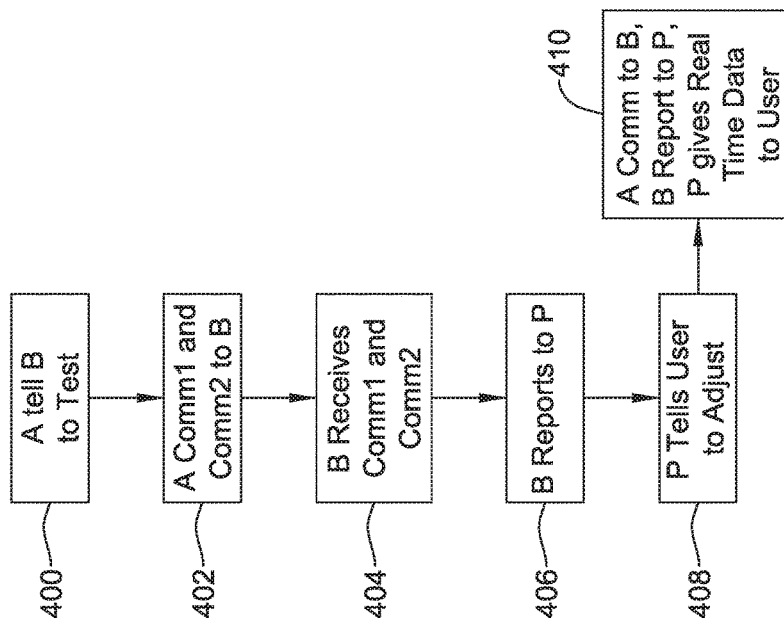 400
A tell B
to Test
402
A Comm1 and
Comm2 to B
404
B Receives
Comm1 and
Comm2
406
B Reports to P
408
P Tells User
to Adjust
410
A Comm to B,
B Report to P,
P gives Real
Time Data
to User